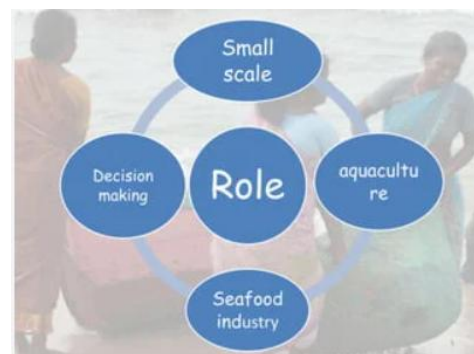 Small
scale
Decision
making
Role
aquacultu
re
Seafood
industry